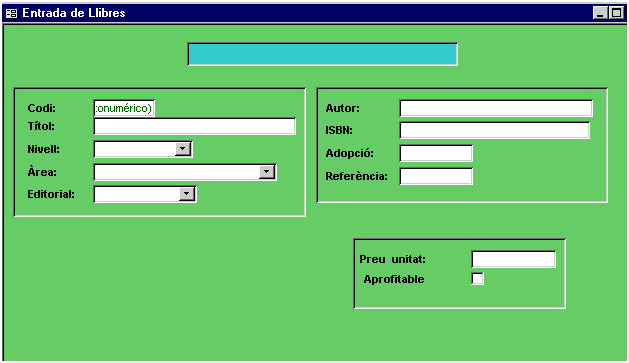 Entrada de Llibres
Codi: :onumérico)
Títol:
Nivell:
Àrea:
Editorial:
Autor:
ISBN:
Adopció:
Referència:
Preu unitat:
Aprofitable